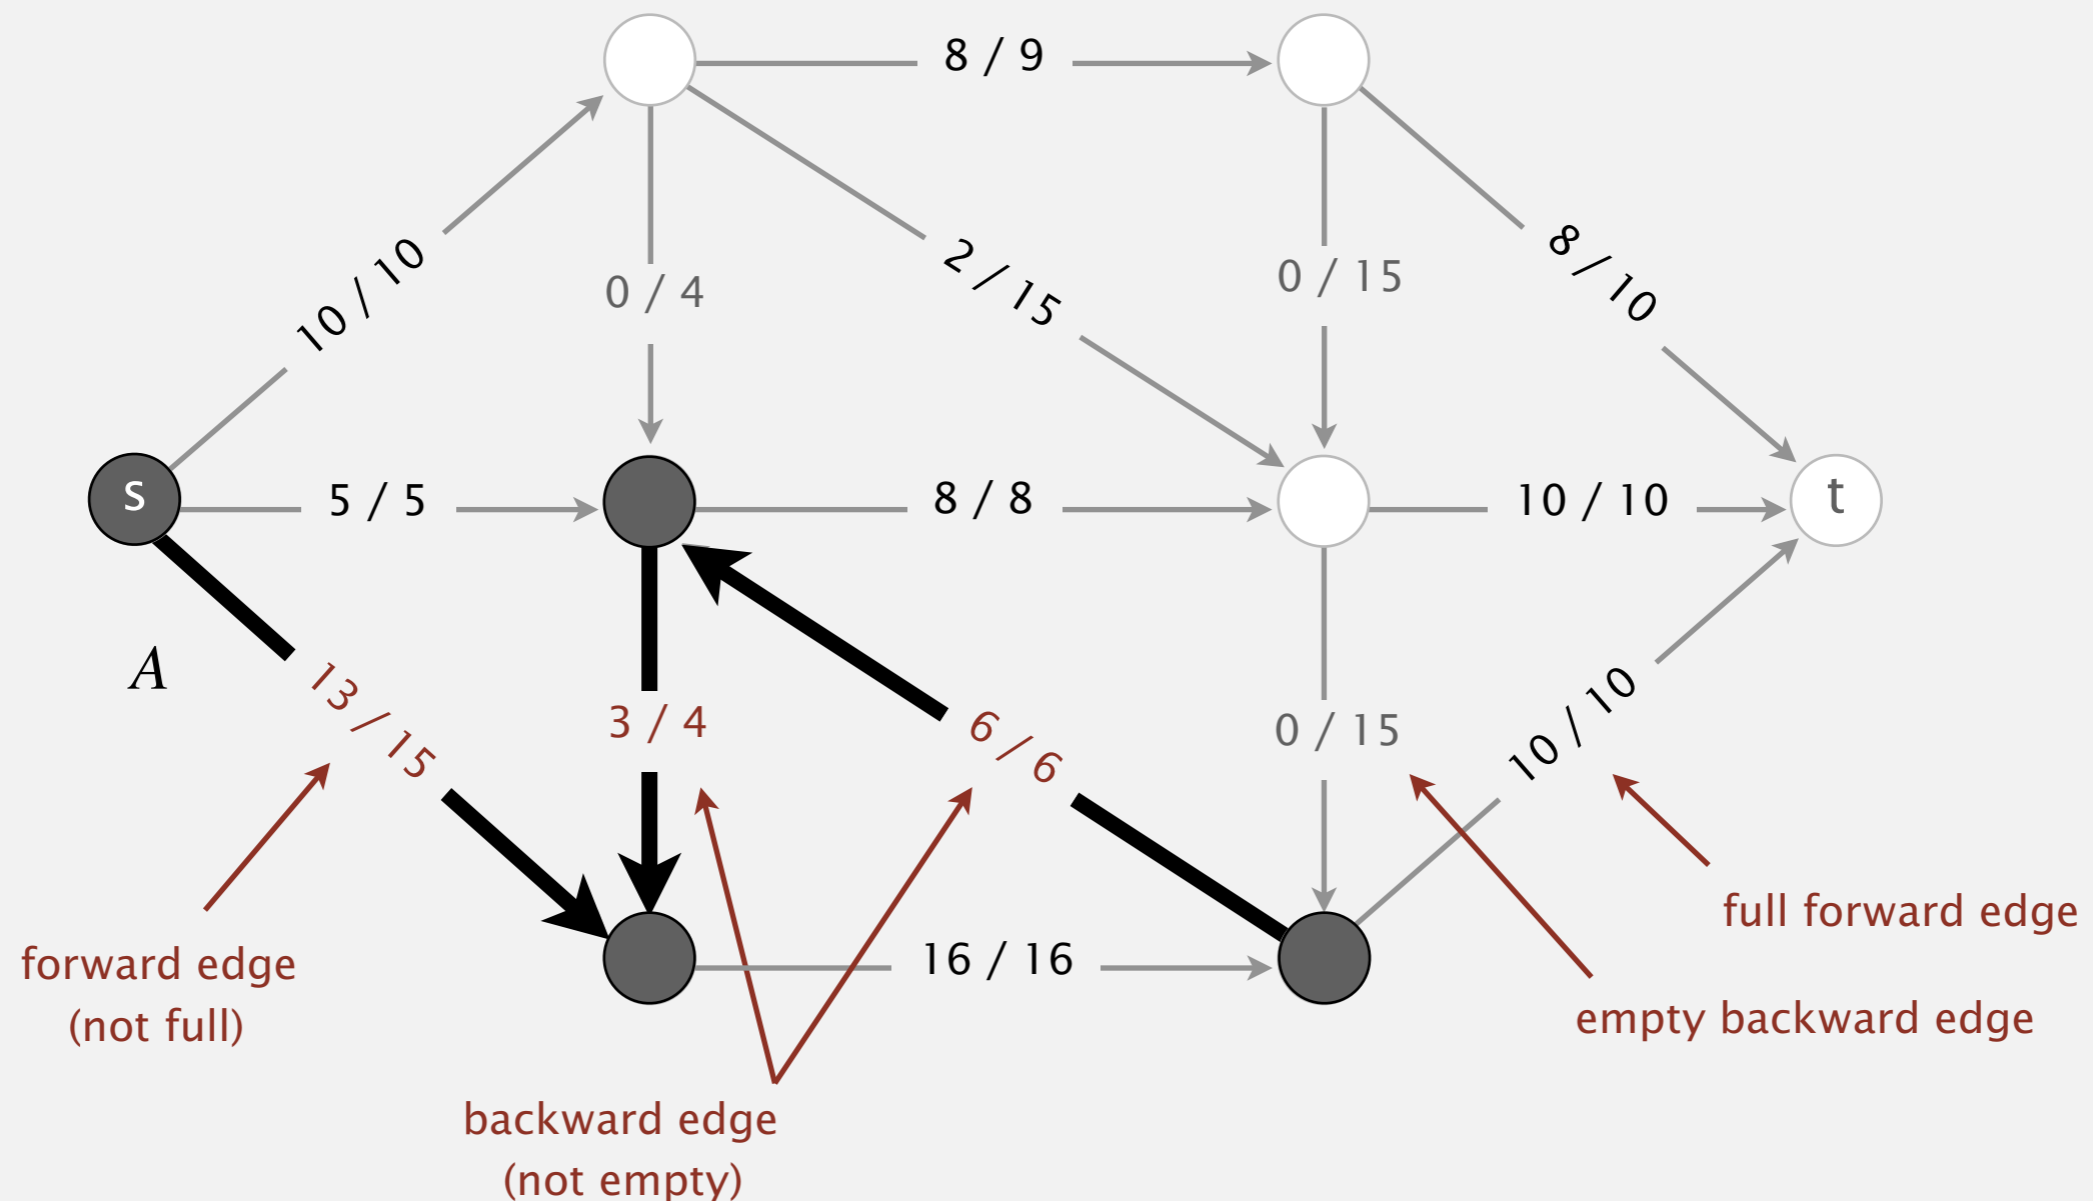 8 / 9
10 / 10
0 / 4
2 / 15
0 / 15
8 / 10
s
5 / 5
8 / 8
10 / 10
t
A
13 / 15
3 / 4
6 / 6
0 / 15
10 / 10
16 / 16
forward edge
(not full)
backward edge
(not empty)
full forward edge
empty backward edge